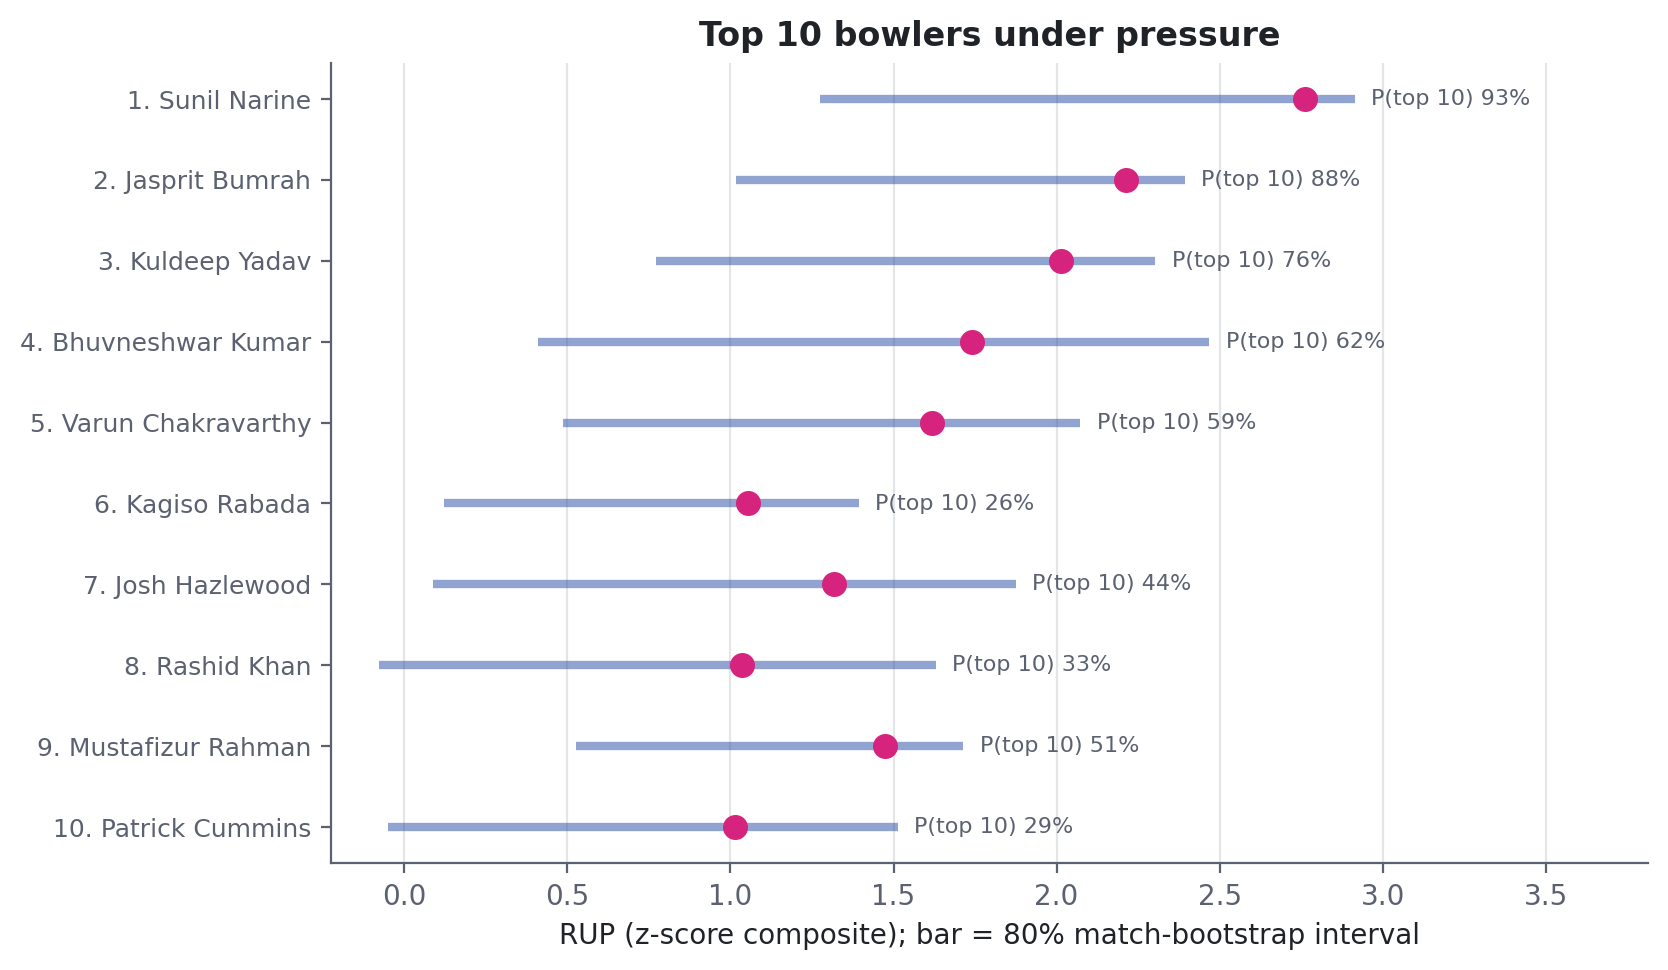 Top 10 bowlers under pressure
1. Sunil Narine P(top 10) 93%
2. Jasprit Bumrah P(top 10) 88%
3. Kuldeep Yadav P(top 10) 76%
4. Bhuvneshwar Kumar P(top 10) 62%
5. Varun Chakravarthy P(top 10) 59%
6. Kagiso Rabada P(top 10) 26%
7. Josh Hazlewood P(top 10) 44%
8. Rashid Khan P(top 10) 33%
9. Mustafizur Rahman P(top 10) 51%
10. Patrick Cummins P(top 10) 29%
0.0 0.5 1.0 1.5 2.0 2.5 3.0 3.5
RUP (z-score composite); bar = 80% match-bootstrap interval